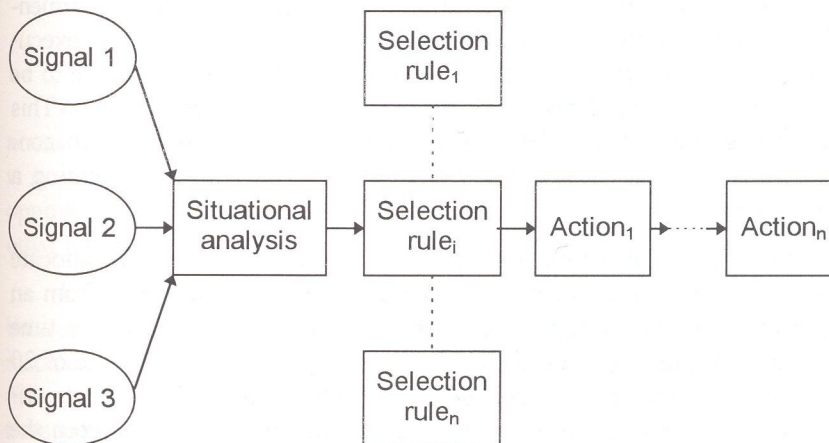 Signal 1
Selection
rule₁
Signal 2
Situational
analysis
Selection
ruleᵢ
Action₁
Actionₙ
Signal 3
Selection
ruleₙ